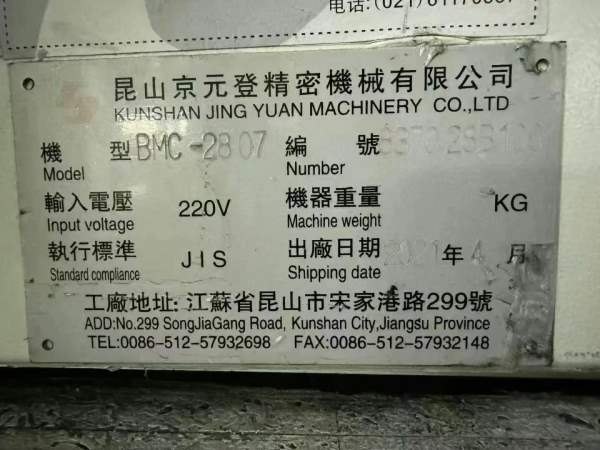 电话:(021)
昆山京元登精密機械有限公司
KUNSHAN JING YUAN MACHINERY CO.,LTD
機型 BMC-2807 編號
Model Number
輸入電壓 220V 機器重量 KG
Input voltage Machine weight
執行標準 JIS 出廠日期 年4月
Standard compliance Shipping date
工廠地址: 江蘇省昆山市宋家港路299號
ADD:No.299 SongJiaGang Road, Kunshan City,Jiangsu Province
TEL:0086-512-57932698 FAX:0086-512-57932148